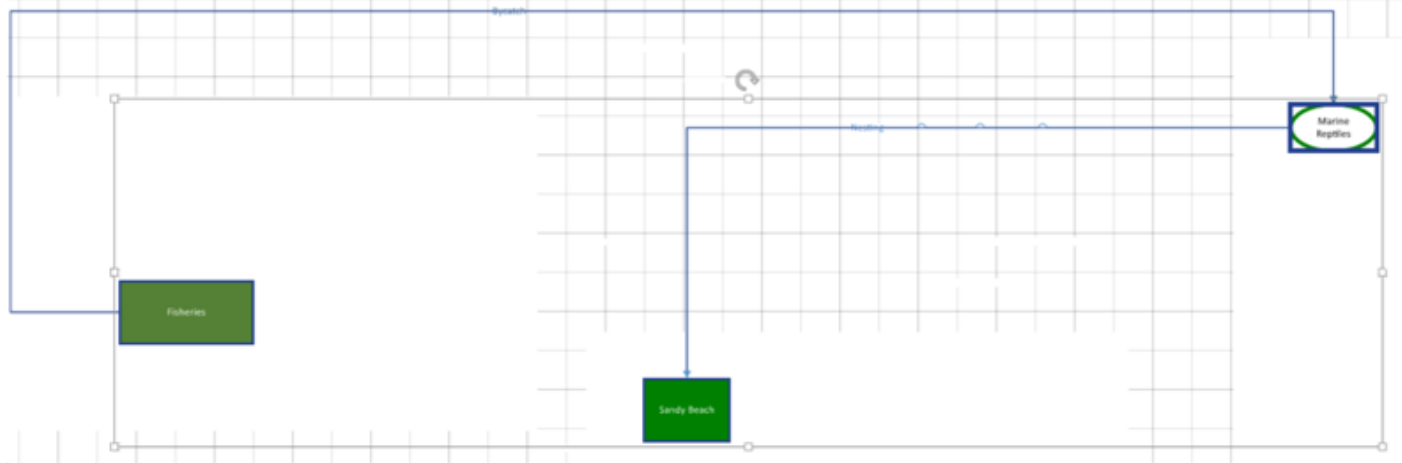 Bycatch
Nesting
Marine
Reptiles
Fisheries
Sandy Beach